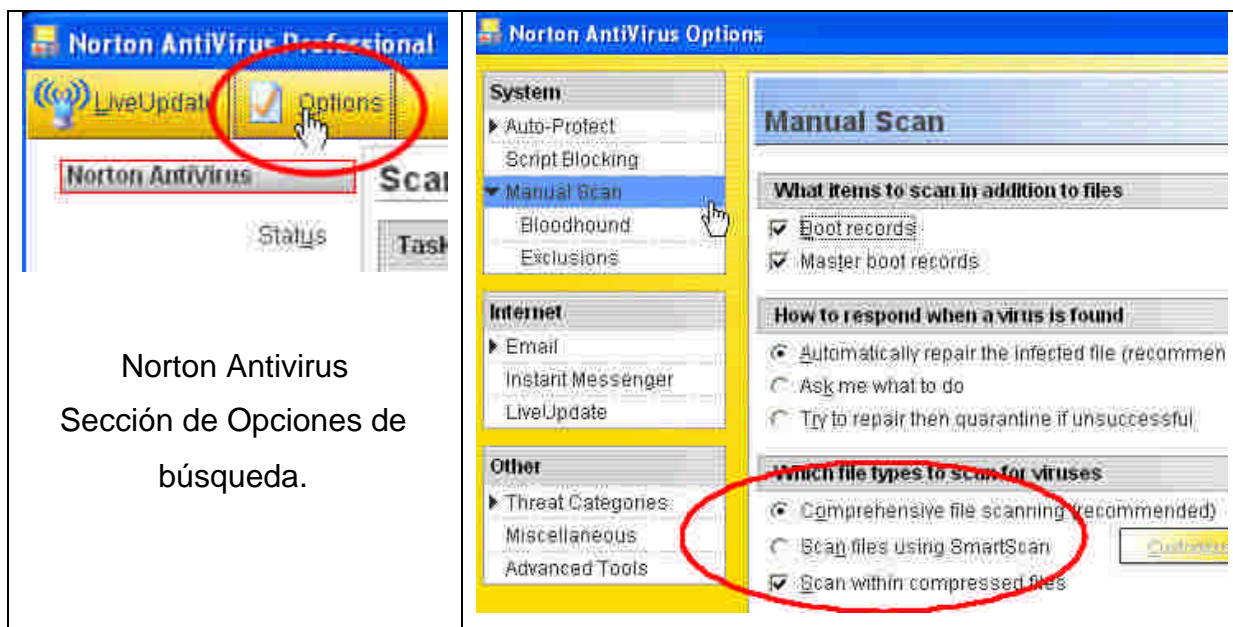 Norton AntiVirus Professional
LiveUpdate
Options
Norton AntiVirus
Status
Scan
Task
Norton Antivirus
Sección de Opciones de
búsqueda.
Norton AntiVirus Options
System
Auto-Protect
Script Blocking
Manual Scan
Bloodhound
Exclusions
Internet
Email
Instant Messenger
LiveUpdate
Other
Threat Categories
Miscellaneous
Advanced Tools
Manual Scan
What items to scan in addition to files
Boot records
Master boot records
How to respond when a virus is found
Automatically repair the infected file (recommen
Ask me what to do
Try to repair then quarantine if unsuccessful
Which file types to scan for viruses
Comprehensive file scanning (recommended)
Scan files using SmartScan
Customize
Scan within compressed files